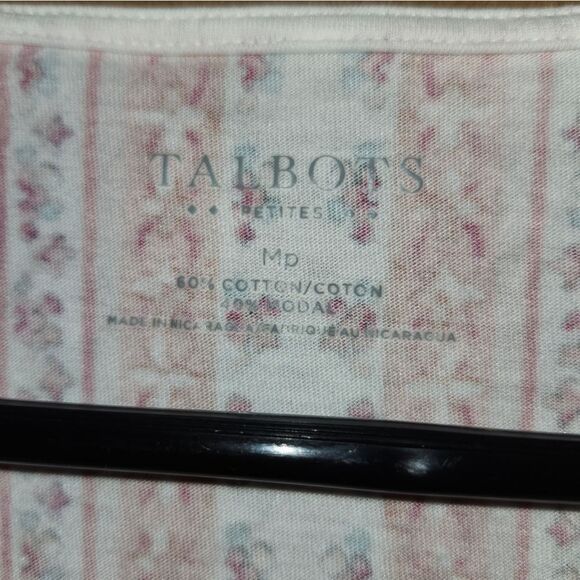 TALBOTS
PETITES
Mp
60% COTTON/COTON
40% MODAL
MADE IN NICARAGUA/FABRIQUE AU NICARAGUA